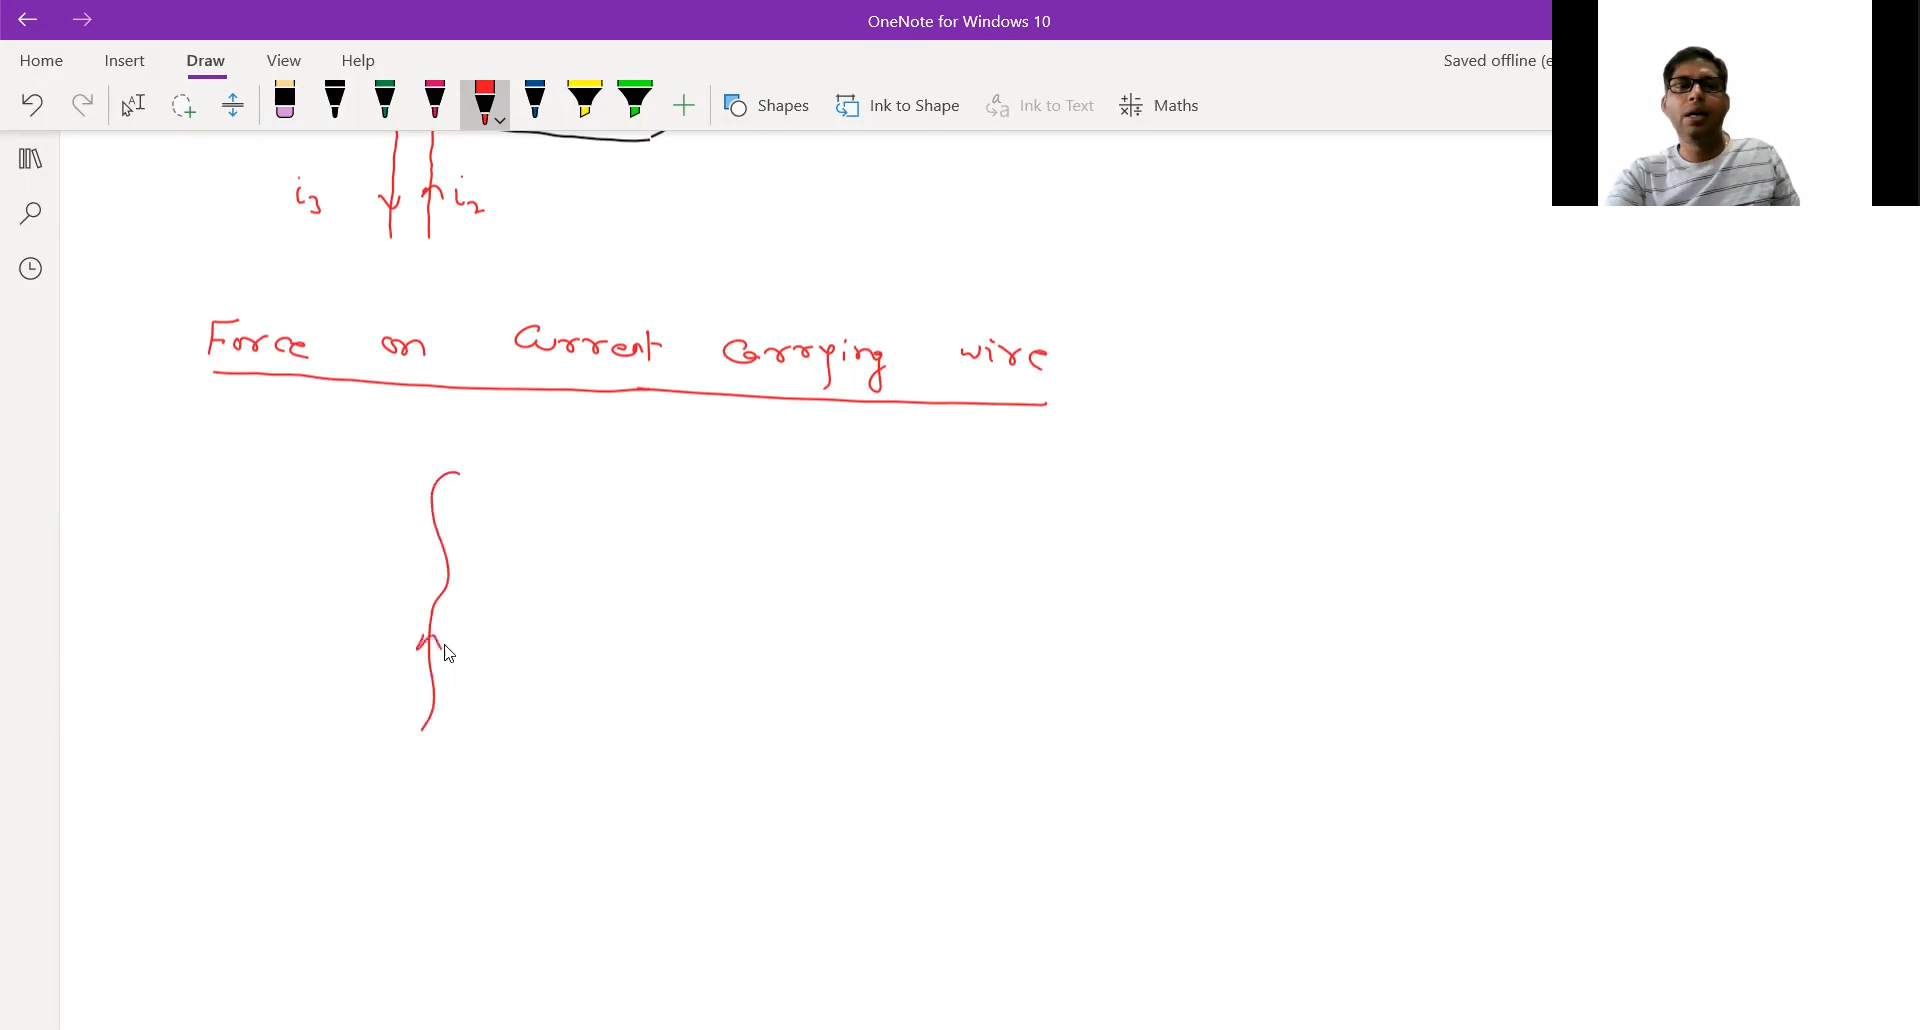 OneNote for Windows 10
Home Insert Draw View Help Saved offline (e
Shapes Ink to Shape Ink to Text Maths
i3 i2
Force on Current Carrying wire